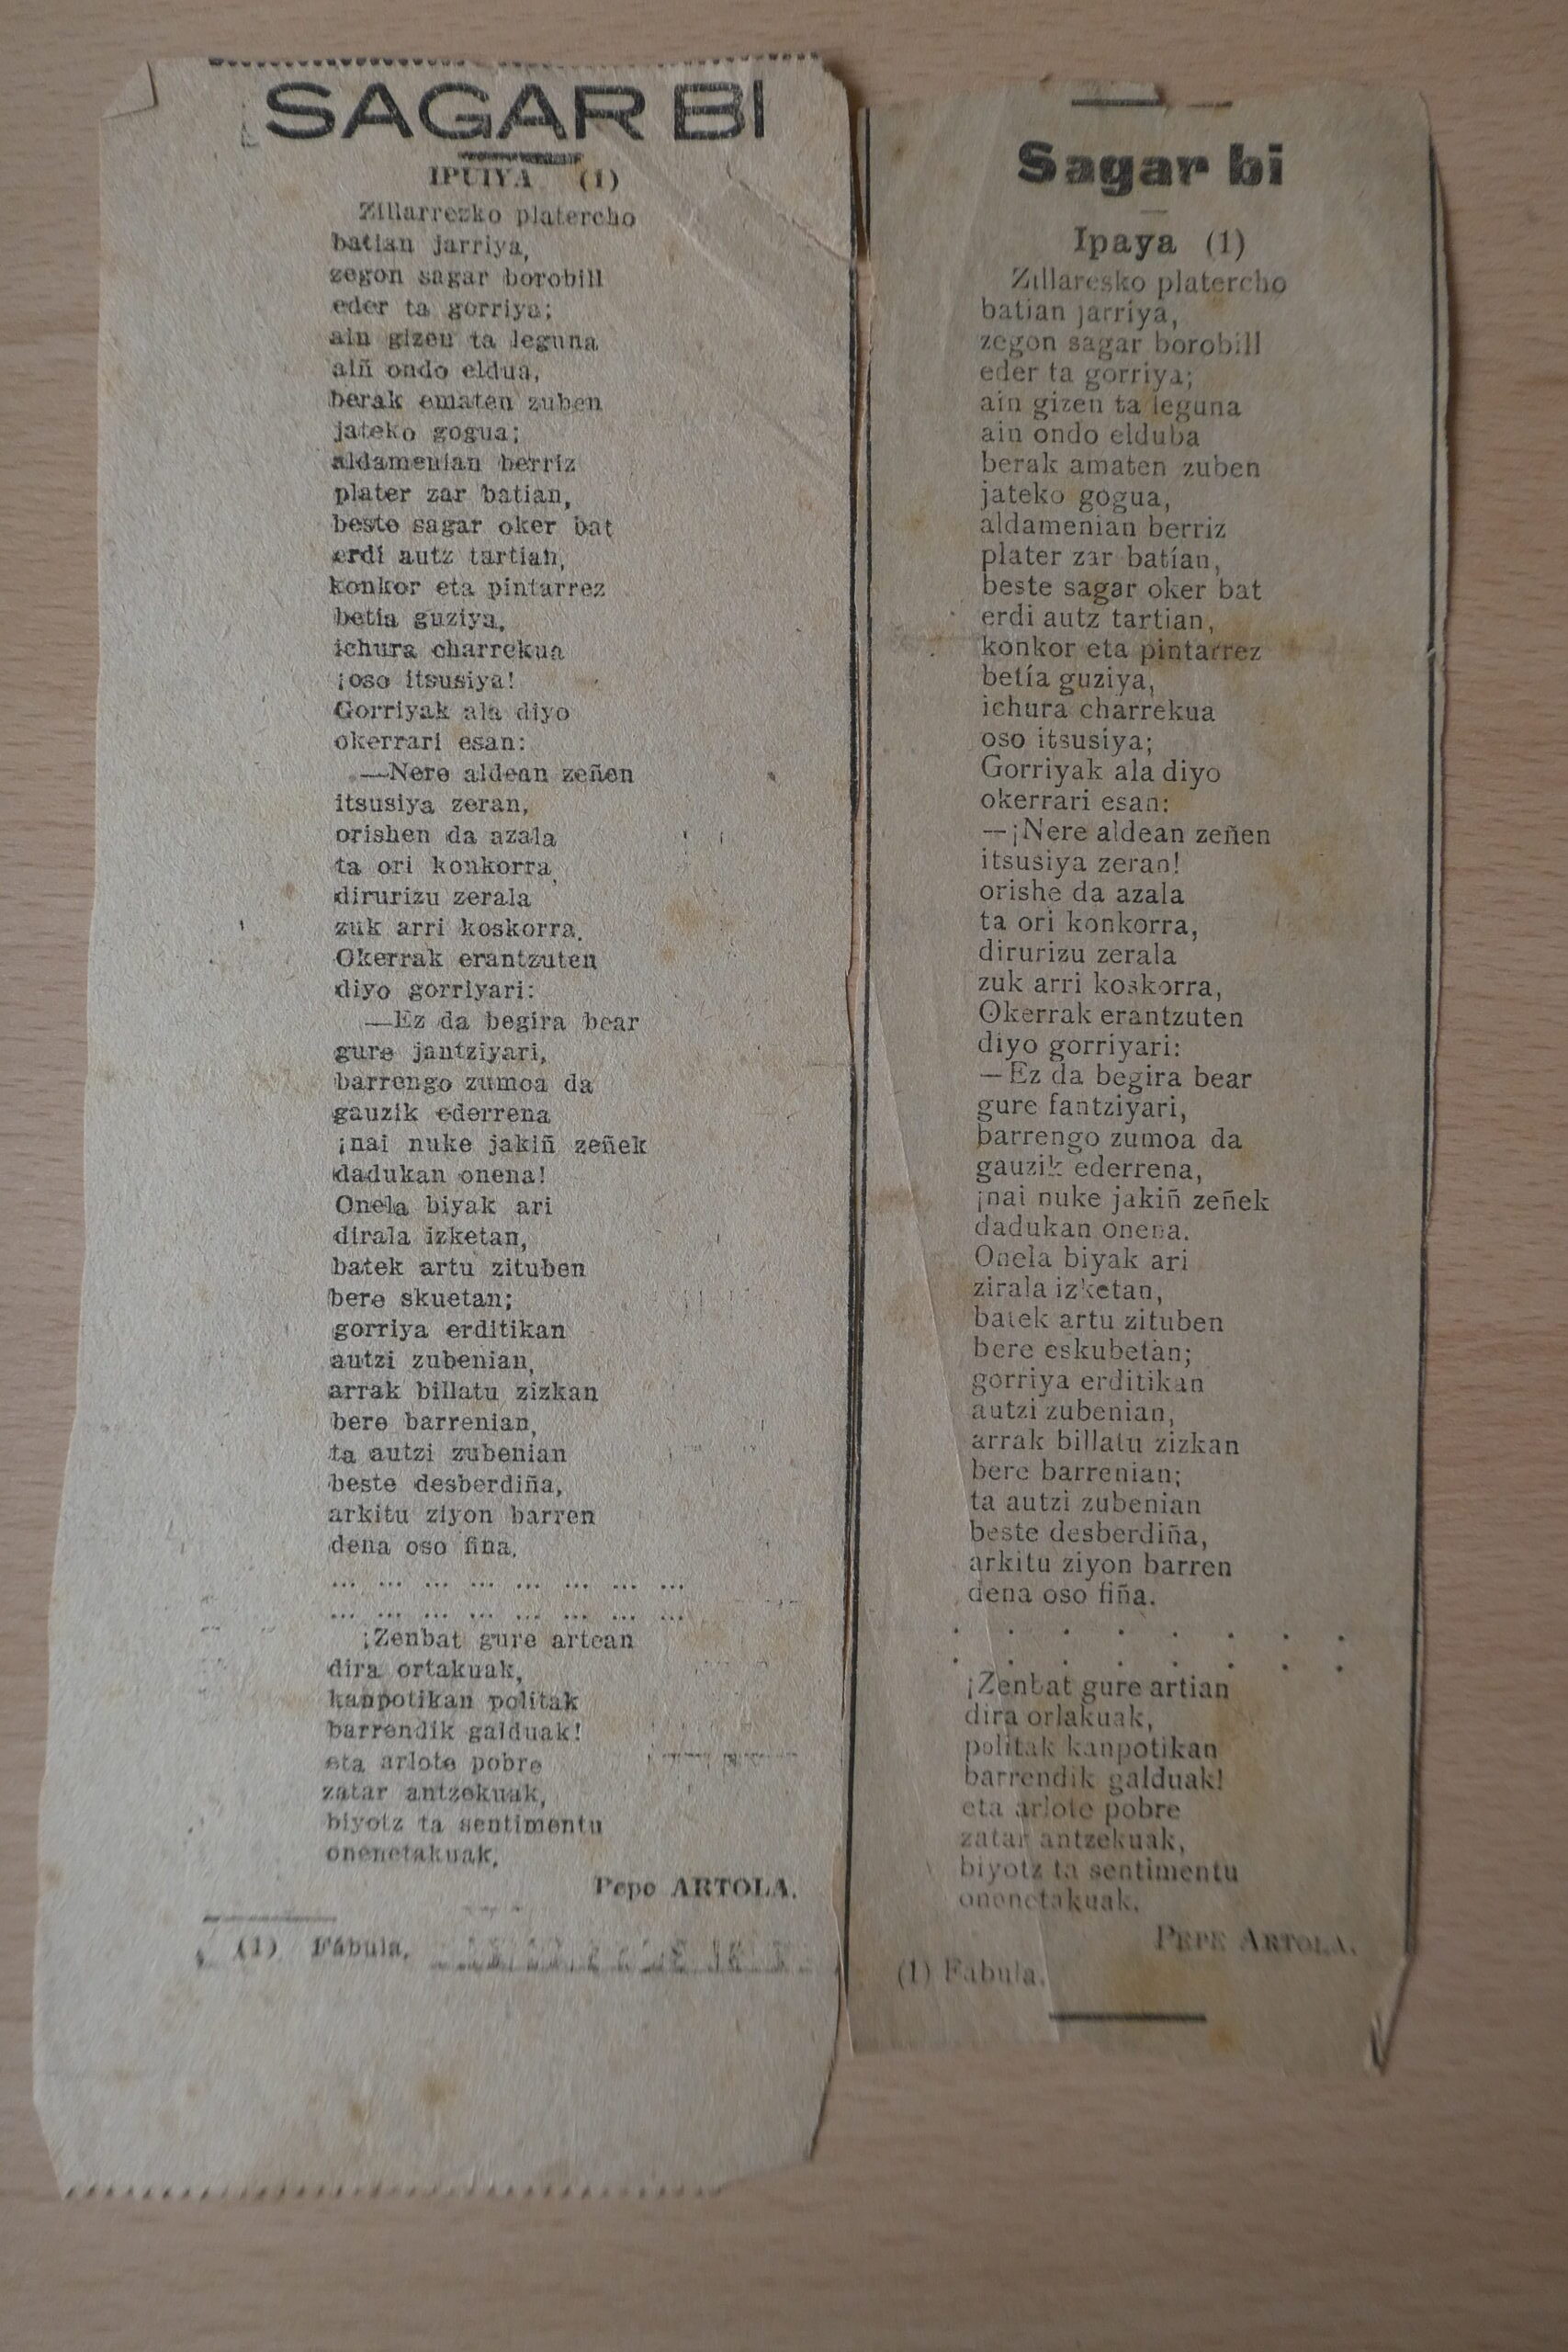 SAGAR BI
IPUIYA (1)
Zillarrezko platercho
batian jarriya,
zegon sagar borobill
eder ta gorriya;
ain gizen ta leguna
aiñ ondo eldua,
berak ematen zuben
jateko gogua;
aldamenian berriz
plater zar batian,
beste sagar oker bat
erdi autz tartian,
konkor eta pintarrez
betia guziya,
ichura charrekua
¡oso itsusiya!
Gorriyak ala diyo
okerrari esan:
—Nere aldean zeñen
itsusiya zeran,
orishen da azala
ta ori konkorra,
dirurizu zerala
zuk arri koskorra.
Okerrak erantzuten
diyo gorriyari:
—Ez da begira bear
gure jantziyari,
barrengo zumoa da
gauzik ederrena
¡nai nuke jakiñ zeñek
dadukan onena!
Onela biyak ari
dirala izketan,
batek artu zituben
bere skuetan;
gorriya erditikan
autzi zubenian,
arrak billatu zizkan
bere barrenian,
ta autzi zubenian
beste desberdiña,
arkitu ziyon barren
dena oso fiña.
... ... ... ... ... ... ... ...
... ... ... ... ... ... ... ...
¡Zenbat gure artean
dira ortakuak,
kanpotikan politak
barrendik galduak!
eta arlote pobre
zatar antzekuak,
biyotz ta sentimentu
onenetakuak.
Pepe ARTOLA.
(1) Fábula.
Sagar bi
Ipaya (1)
Zillaresko platercho
batian jarriya,
zegon sagar borobill
eder ta gorriya;
ain gizen ta leguna
ain ondo elduba
berak amaten zuben
jateko gogua,
aldamenian berriz
plater zar batían,
beste sagar oker bat
erdi autz tartian,
konkor eta pintarrez
betía guziya,
ichura charrekua
oso itsusiya;
Gorriyak ala diyo
okerrari esan:
—¡Nere aldean zeñen
itsusiya zeran!
orishe da azala
ta ori konkorra,
dirurizu zerala
zuk arri koskorra,
Okerrak erantzuten
diyo gorriyari:
—Ez da begira bear
gure fantziyari,
barrengo zumoa da
gauzik ederrena,
¡nai nuke jakiñ zeñek
dadukan onena.
Onela biyak ari
zirala izketan,
batek artu zituben
bere eskubetan;
gorriya erditikan
autzi zubenian,
arrak billatu zizkan
bere barrenian;
ta autzi zubenian
beste desberdiña,
arkitu ziyon barren
dena oso fiña.
. . . . . . . .
. . . . . . . .
¡Zenbat gure artian
dira orlakuak,
politak kanpotikan
barrendik galduak!
eta arlote pobre
zatar antzekuak,
biyotz ta sentimentu
onenetakuak.
PEPE ARTOLA.
(1) Fábula.